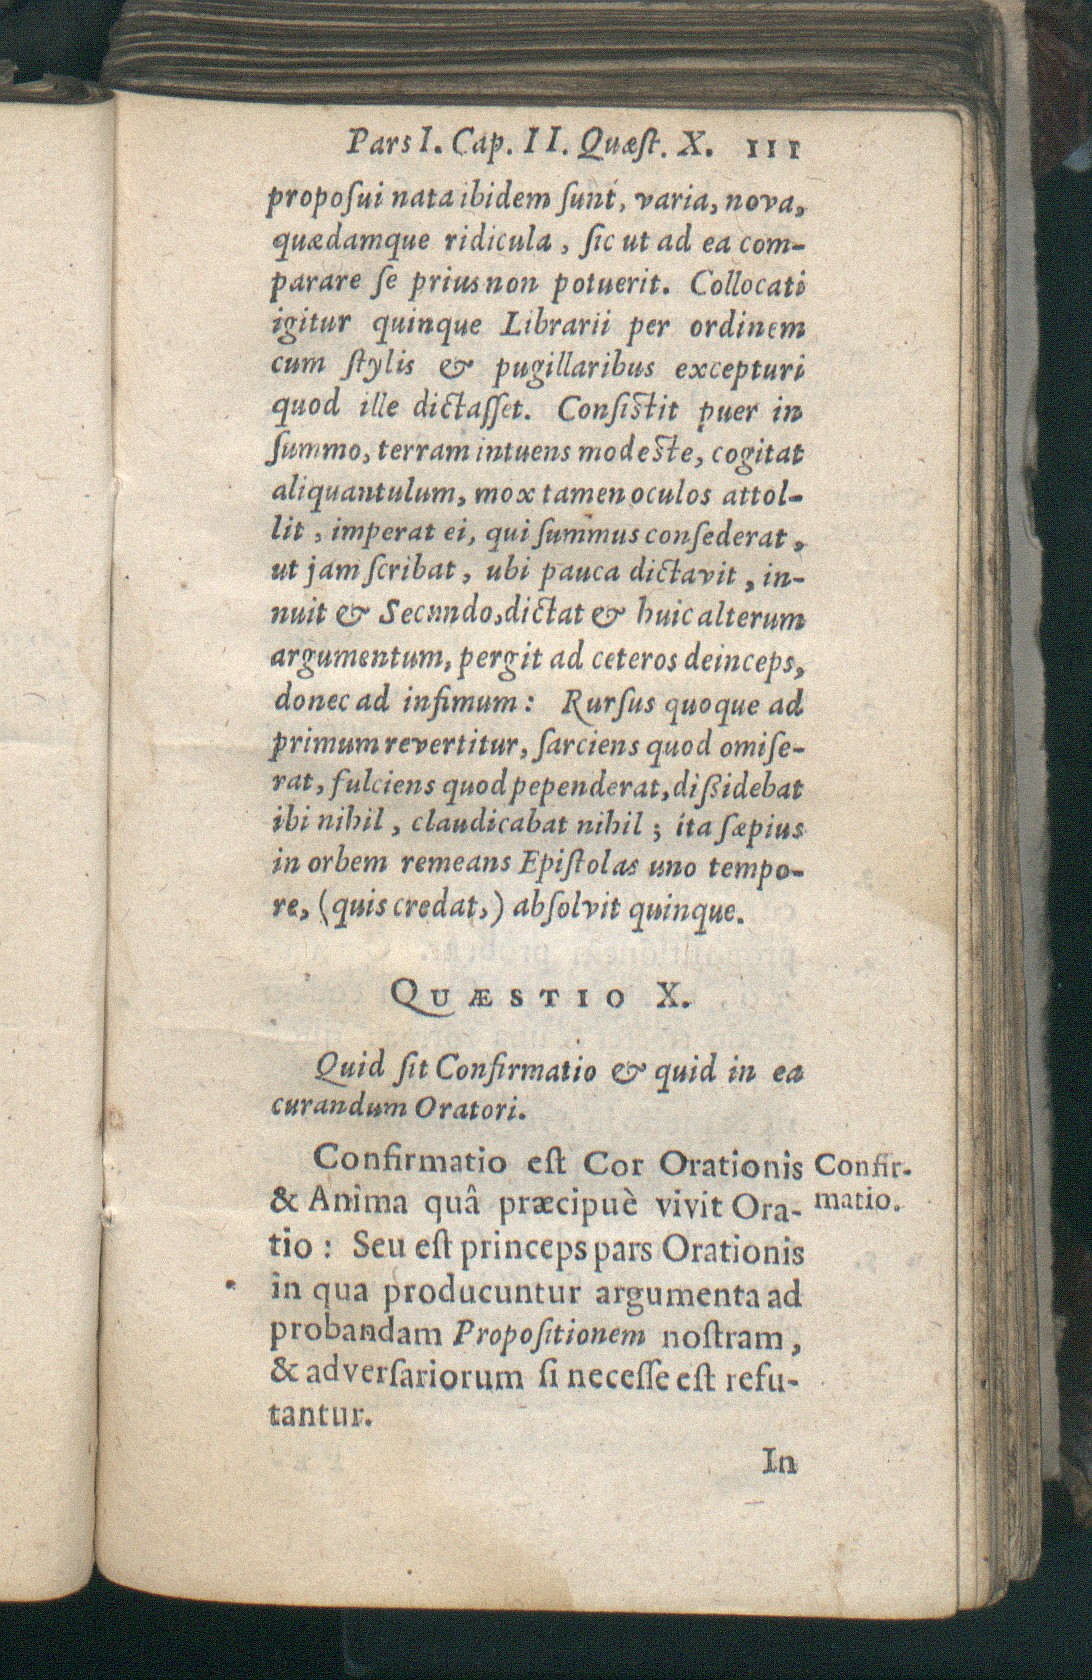 Pars I. Cap. II. Quæſt. X. 111
propoſui nata ibidem ſunt, varia, nova,
quædamque ridicula, ſic ut ad ea com-
parare ſe prius non potuerit. Collocati
igitur quinque Librarii per ordinem
cum ſtylis & pugillaribus excepturi
quod ille dictaſſet. Conſiſtit puer in
ſummo, terram intuens modeſte, cogitat
aliquantulum, mox tamen oculos attol-
lit, imperat ei, qui ſummus conſederat,
ut jam ſcribat, ubi pauca dictavit, in-
nuit & Secundo, dictat & huic alterum
argumentum, pergit ad ceteros deinceps,
donec ad infimum: Rurſus quoque ad
primum revertitur, ſarciens quod omiſe-
rat, fulciens quod pependerat, diſsidebat
ibi nihil, claudicabat nihil; ita ſæpius
in orbem remeans Epiſtolas uno tempo-
re, (quis credat,) abſolvit quinque.
QUÆSTIO X.
Quid ſit Confirmatio & quid in ea
curandum Oratori.
Confirmatio eſt Cor Orationis
& Anima quâ præcipuè vivit Ora-
tio: Seu eſt princeps pars Orationis
in qua producuntur argumenta ad
probandam Propoſitionem noſtram,
& adverſariorum ſi neceſſe eſt refu-
tantur.
Confir-
matio.
In